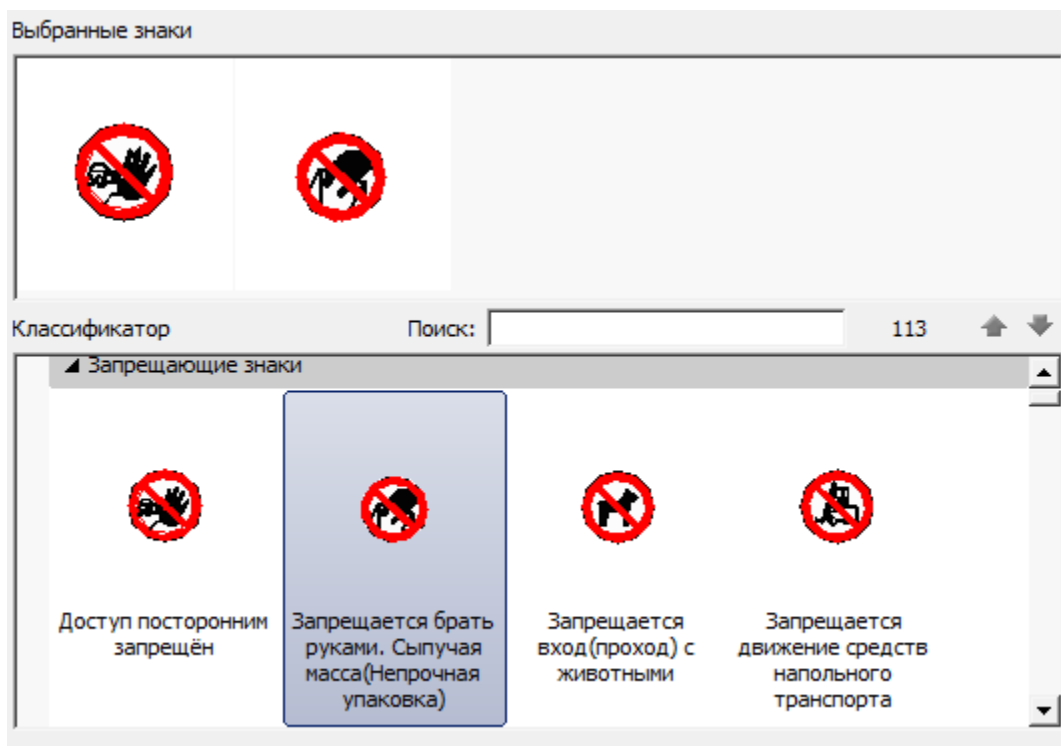 Выбранные знаки
Классификатор
Поиск:
113
Запрещающие знаки
Доступ посторонним
запрещён
Запрещается брать
руками. Сыпучая
масса(Непрочная
упаковка)
Запрещается
вход(проход) с
животными
Запрещается
движение средств
напольного
транспорта